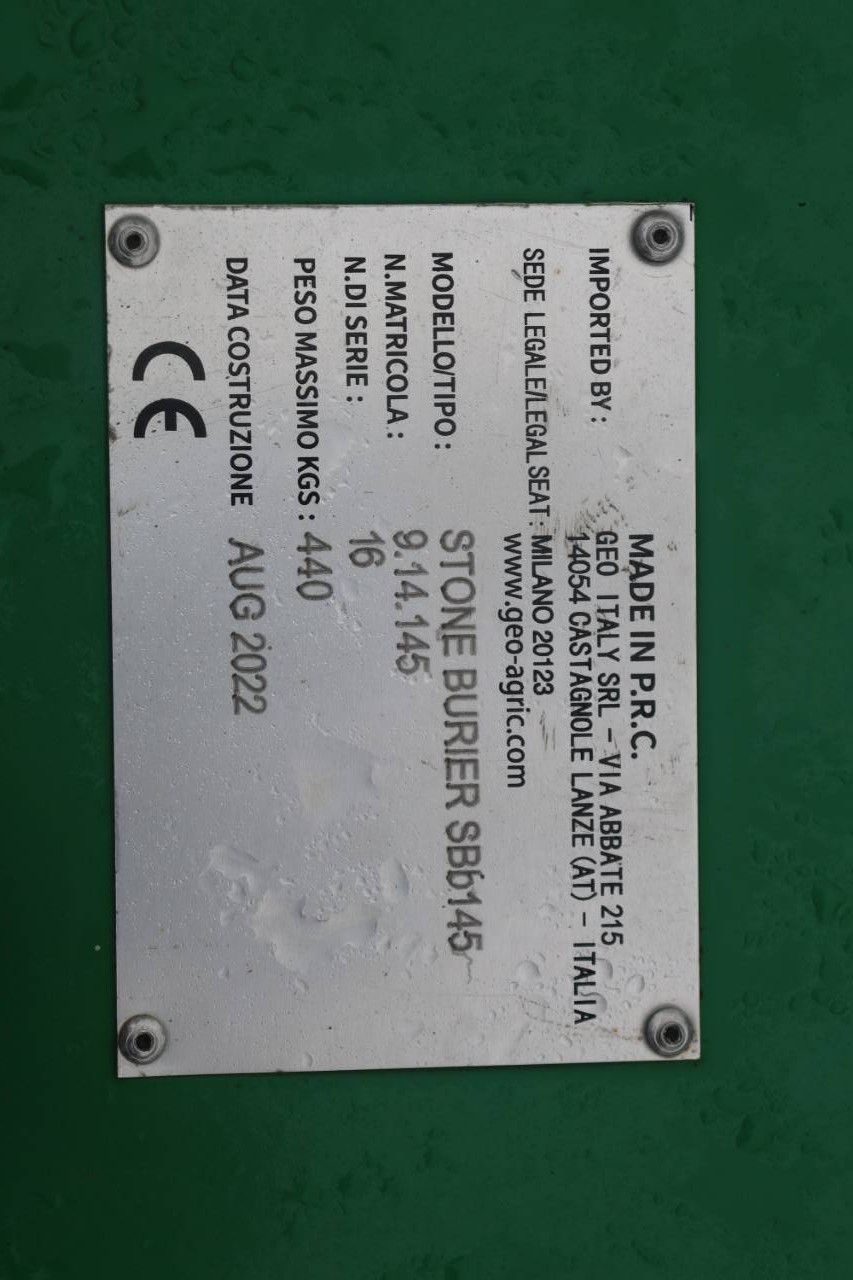 MADE IN P.R.C.
IMPORTED BY : GEO ITALY SRL - VIA ABBATE 215
14054 CASTAGNOLE LANZE (AT) - ITALIA
SEDE LEGALE/LEGAL SEAT : MILANO 20123
www.geo-agric.com
MODELLO/TIPO : STONE BURIER SBb145
N.MATRICOLA : 9.14.145
N.DI SERIE : 16
PESO MASSIMO KGS : 440
DATA COSTRUZIONE AUG 2022
CE